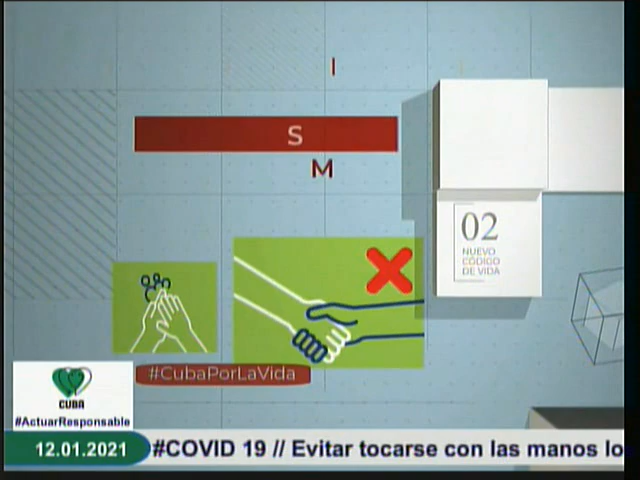 I
S
M
02
NUEVO
CÓDIGO
DE VIDA
#CubaPorLaVida
CUBA
#ActuarResponsable
12.01.2021
#COVID 19 // Evitar tocarse con las manos lo